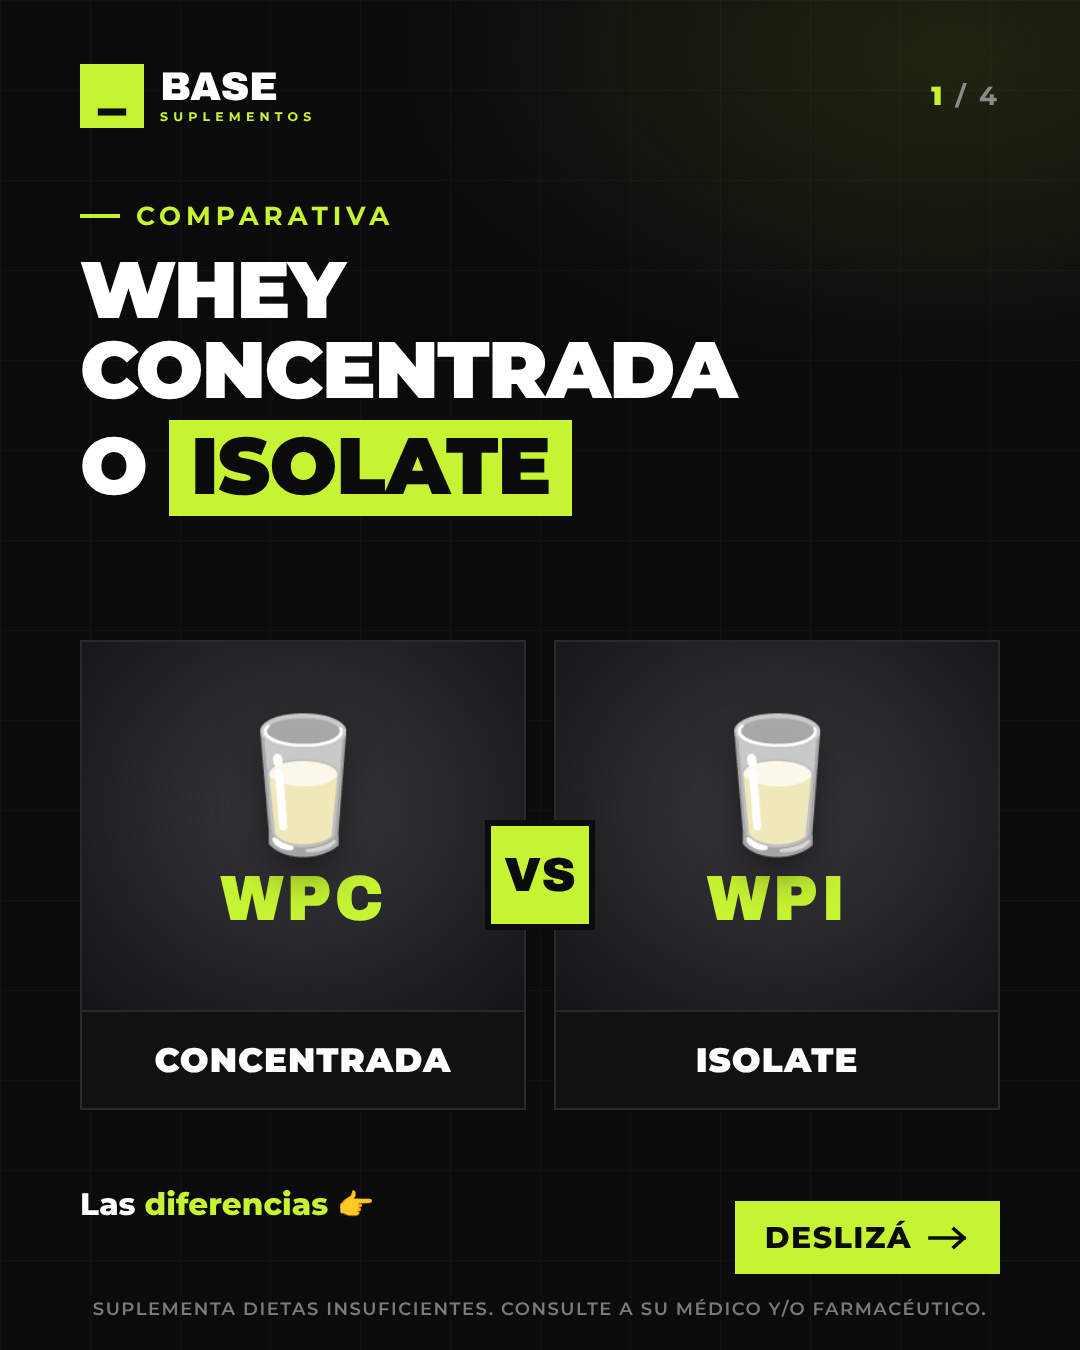 BASE
SUPLEMENTOS
1 / 4
COMPARATIVA
WHEY
CONCENTRADA
O ISOLATE
WPC
VS
WPI
CONCENTRADA
ISOLATE
Las diferencias 👉
DESLIZÁ →
SUPLEMENTA DIETAS INSUFICIENTES. CONSULTE A SU MÉDICO Y/O FARMACÉUTICO.